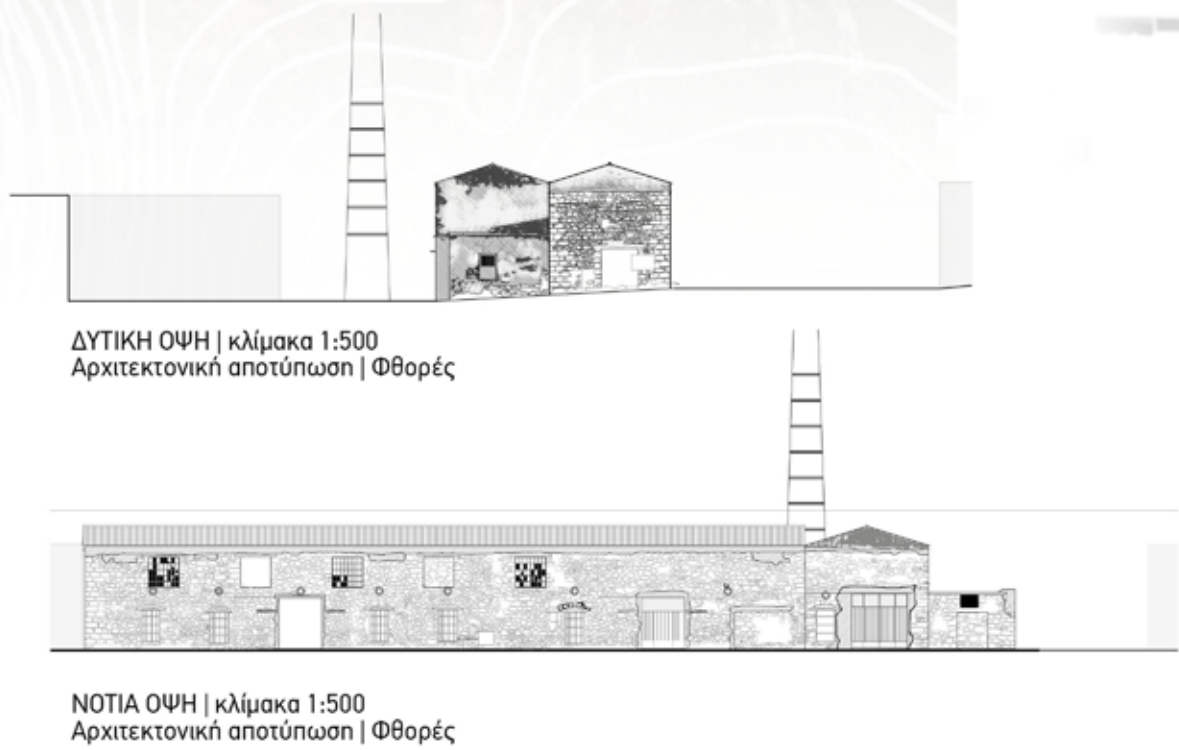 ΔΥΤΙΚΗ ΟΨΗ | κλίμακα 1:500
Αρχιτεκτονική αποτύπωση | Φθορές
ΝΟΤΙΑ ΟΨΗ | κλίμακα 1:500
Αρχιτεκτονική αποτύπωση | Φθορές